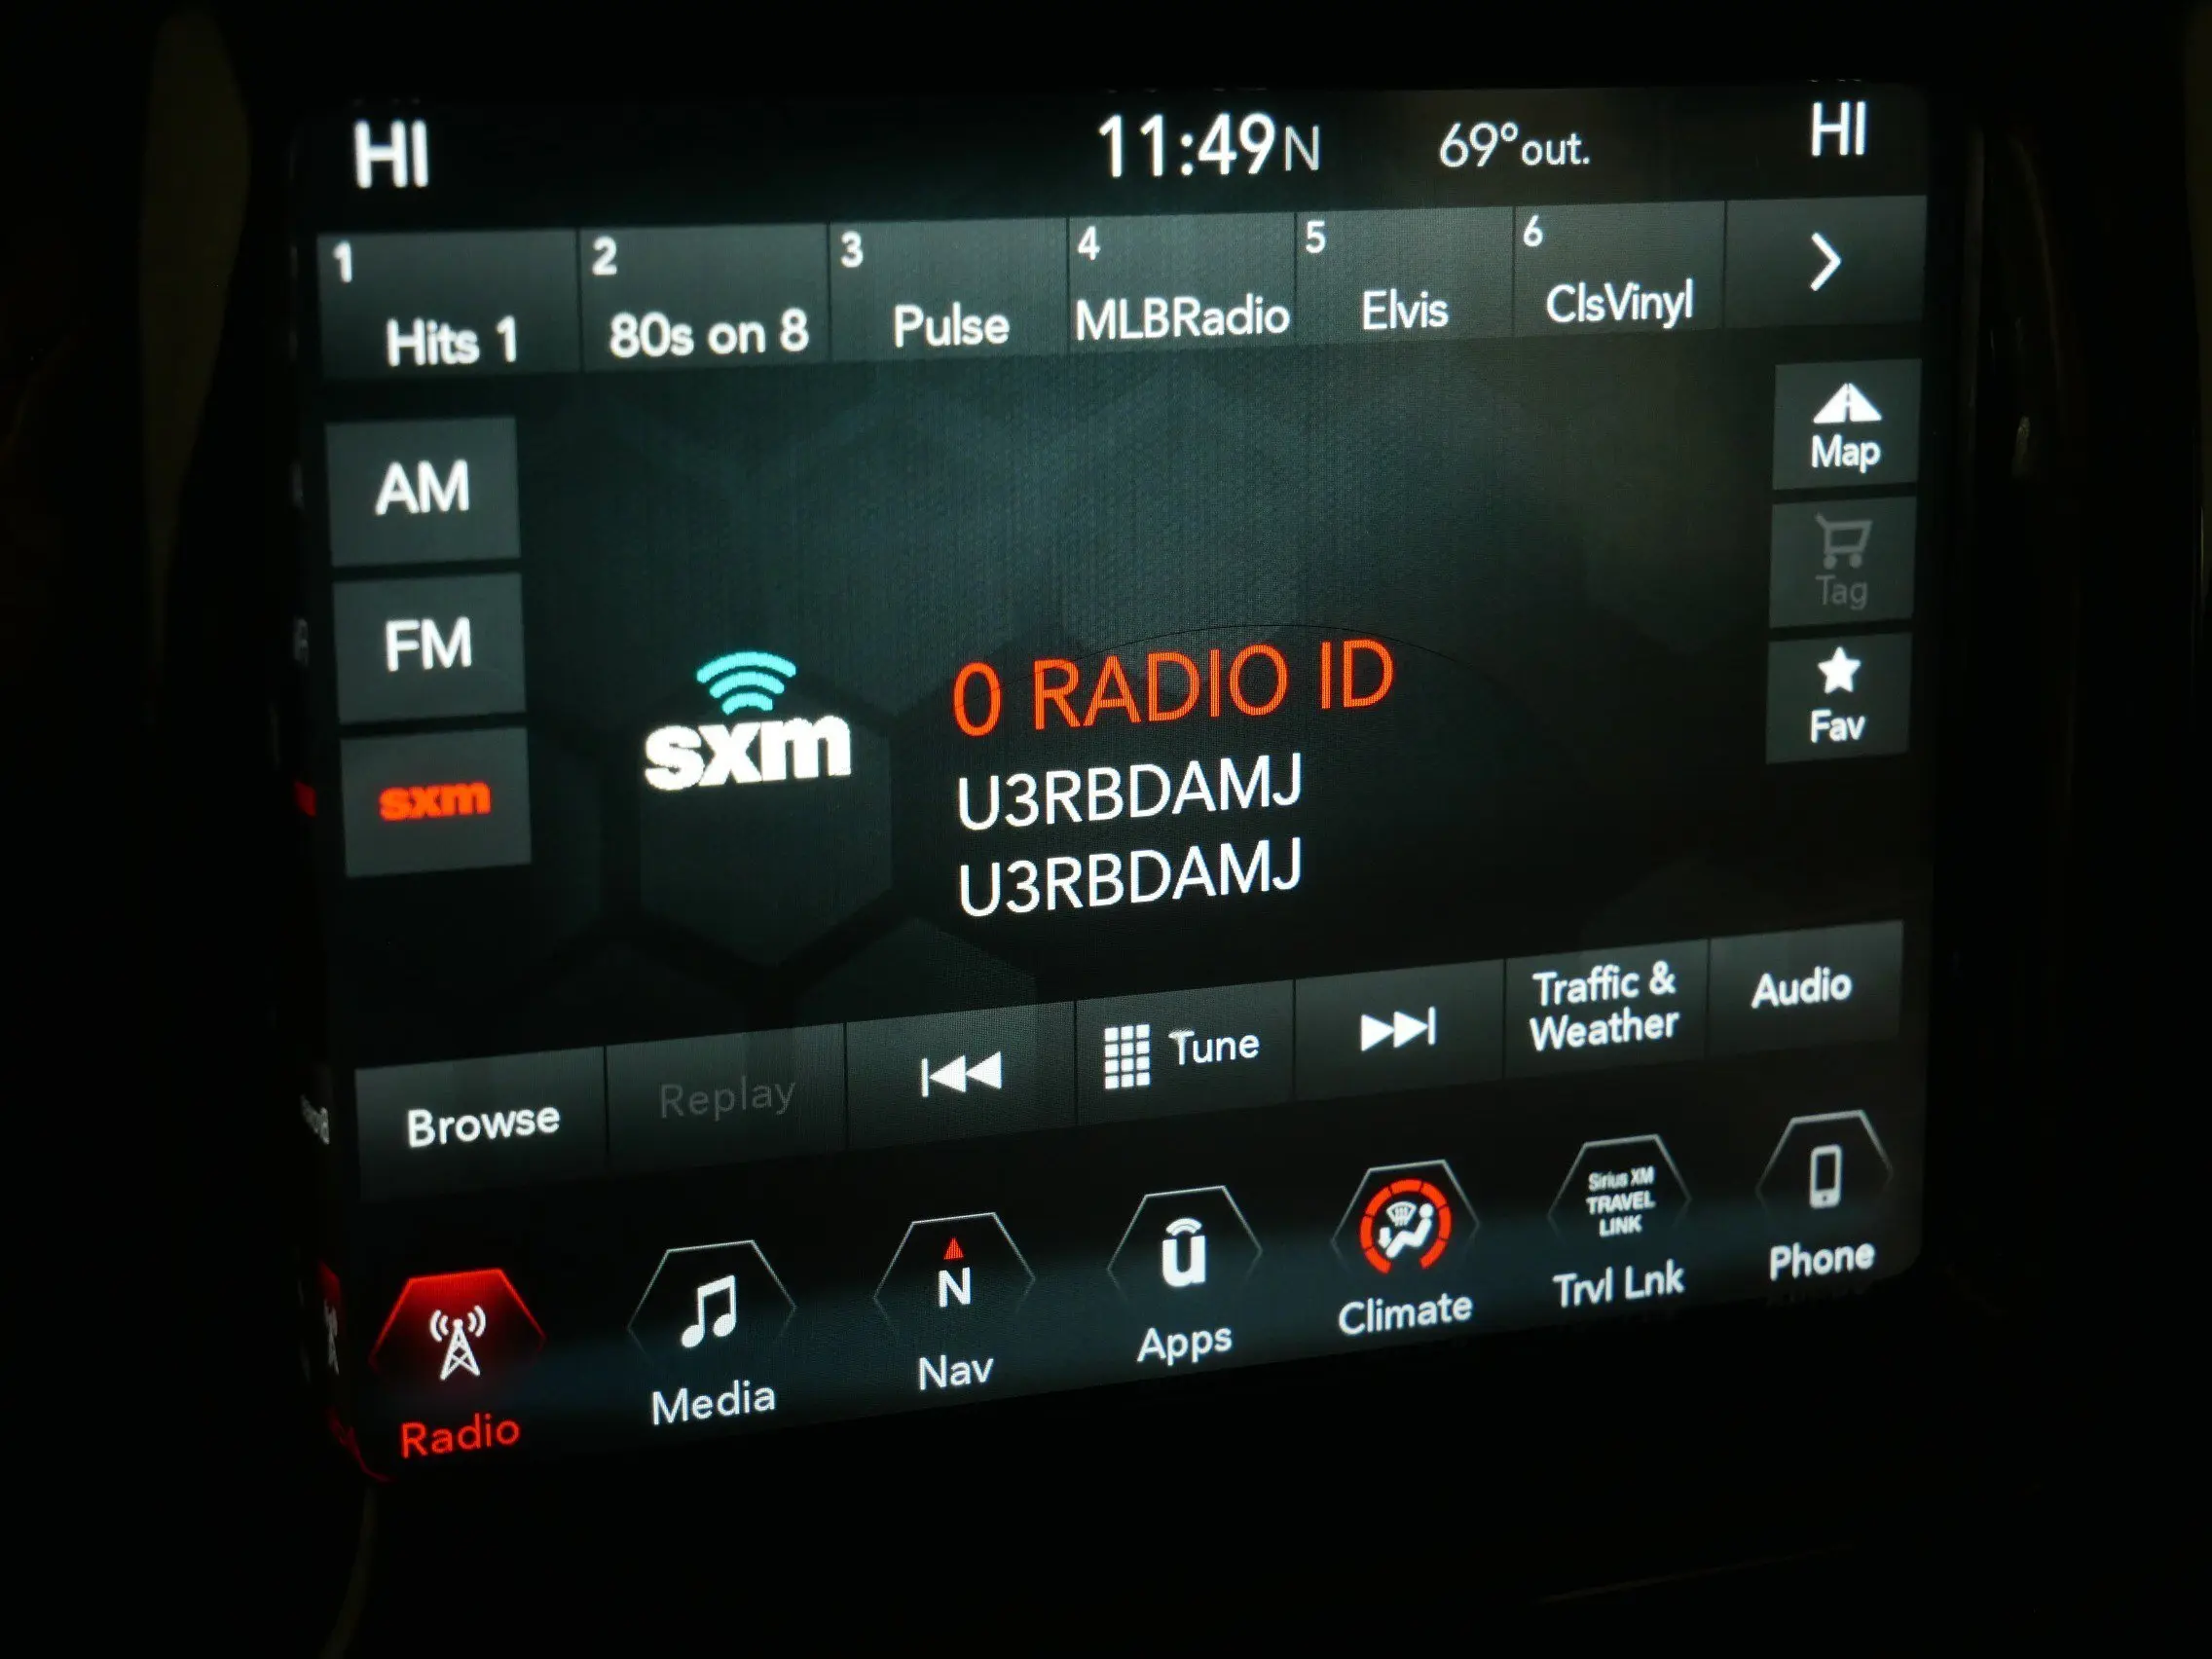 HI
11:49N
69°out.
HI
1
Hits 1
2
80s on 8
3
Pulse
4
MLBRadio
5
Elvis
6
ClsVinyl
AM
FM
sxm
sxm
0 RADIO ID
U3RBDAMJ
U3RBDAMJ
Map
Tag
Fav
Browse
Replay
Tune
Traffic &
Weather
Audio
Radio
Media
N
Nav
u
Apps
Climate
Sirius XM
TRAVEL
LINK
Trvl Lnk
Phone